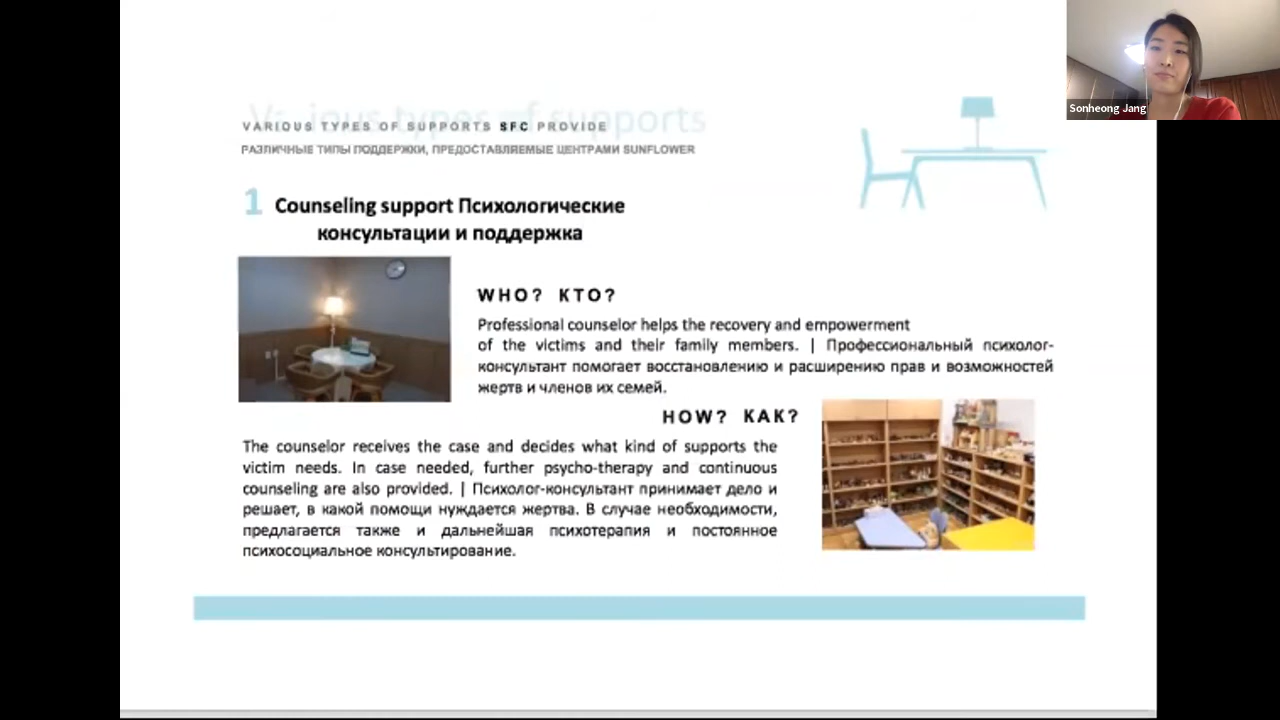 Various types of supports
VARIOUS TYPES OF SUPPORTS SFC PROVIDE
РАЗЛИЧНЫЕ ТИПЫ ПОДДЕРЖКИ, ПРЕДОСТАВЛЯЕМЫЕ ЦЕНТРАМИ SUNFLOWER
1 Counseling support Психологические
консультации и поддержка
WHO? КТО?
Professional counselor helps the recovery and empowerment
of the victims and their family members. | Профессиональный психолог-
консультант помогает восстановлению и расширению прав и возможностей
жертв и членов их семей.
HOW? КАК?
The counselor receives the case and decides what kind of supports the
victim needs. In case needed, further psycho-therapy and continuous
counseling are also provided. | Психолог-консультант принимает дело и
решает, в какой помощи нуждается жертва. В случае необходимости,
предлагается также и дальнейшая психотерапия и постоянное
психосоциальное консультирование.
Sonheong Jang